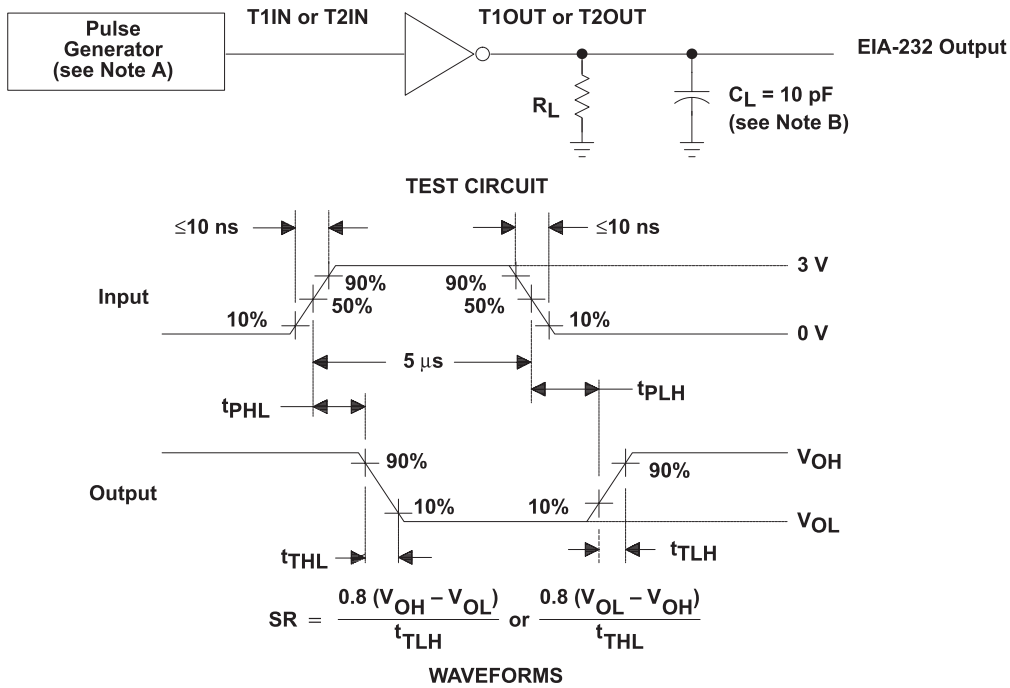 Pulse
Generator
(see Note A)
T1IN or T2IN
T1OUT or T2OUT
EIA-232 Output
RL
CL = 10 pF
(see Note B)
TEST CIRCUIT
≤10 ns
≤10 ns
3 V
90%
90%
Input
50%
50%
10%
10%
0 V
5 μs
tPLH
tPHL
VOH
90%
90%
Output
10%
10%
VOL
tTHL
tTLH
SR = 0.8 (VOH – VOL) / tTLH or 0.8 (VOL – VOH) / tTHL
WAVEFORMS